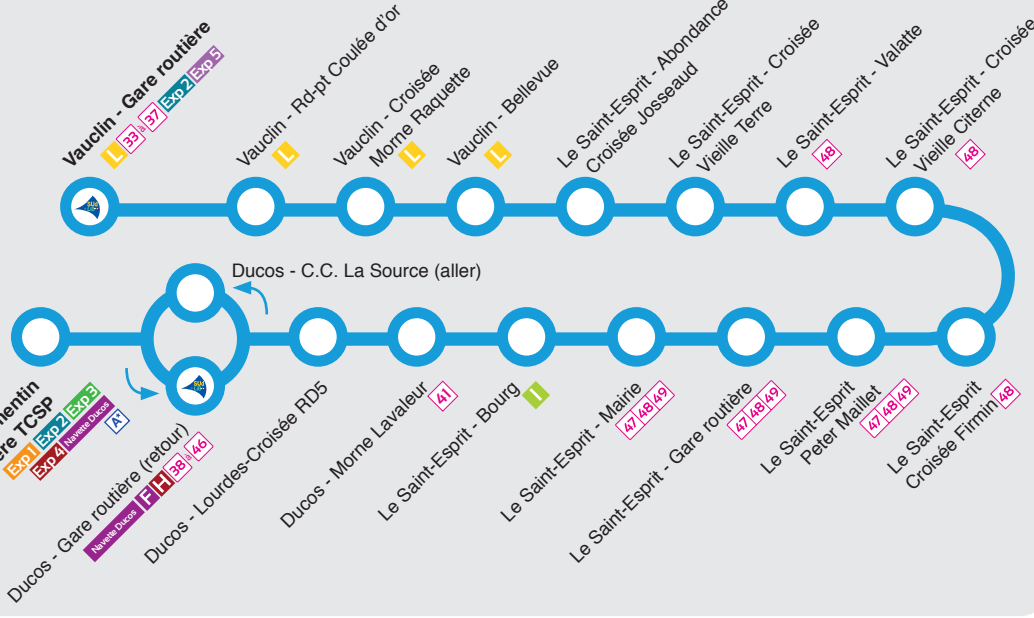 Vauclin - Gare routière
L 33 à 37 Exp 2 Exp 5
Vauclin - Rd-pt Coulée d'or
L
Vauclin - Croisée
Morne Raquette
L
Vauclin - Bellevue
L
Le Saint-Esprit - Abondance
Croisée Josseaud
Le Saint-Esprit - Croisée
Vieille Terre
Le Saint-Esprit - Valatte
48
Le Saint-Esprit - Croisée
Vieille Citerne
48
Ducos - C.C. La Source (aller)
mentin
re TCSP
Exp 1 Exp 2 Exp 3
Exp 4 Navette Ducos
A*
Ducos - Gare routière (retour)
Navette Ducos F H 38 à 46
Ducos - Lourdes-Croisée RD5
Ducos - Morne Lavaleur
41
Le Saint-Esprit - Bourg
I
Le Saint-Esprit - Mairie
47 48 49
Le Saint-Esprit - Gare routière
47 48 49
Le Saint-Esprit
Peter Maillet
47 48 49
Le Saint-Esprit
Croisée Firmin
48